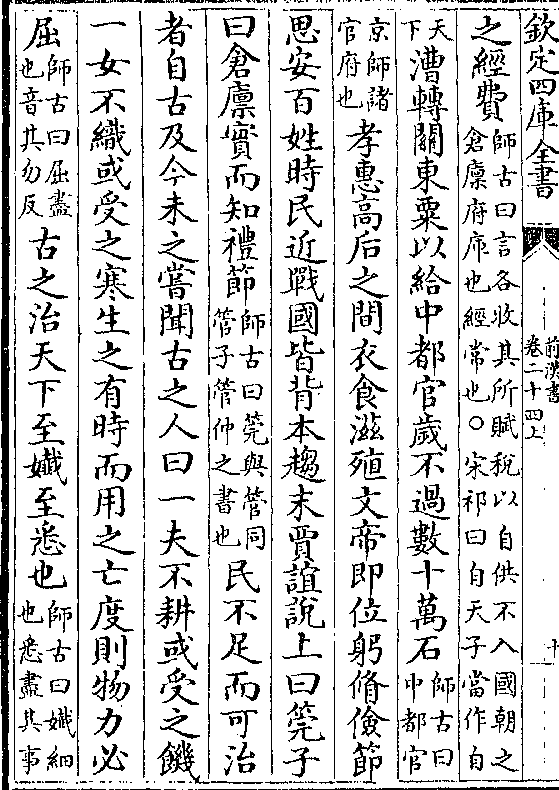 欽定四庫全書
前漢書
卷二十四上
十
之經費師古曰言各收其所賦稅以自供不入國朝之倉廩府庫也經常也○宋祁曰自天子當作自
天下漕轉關東粟以給中都官歲不過數十萬石師古曰中都官
京師諸官府也孝惠高后之間衣食滋殖文帝即位躬脩儉節
思安百姓時民近戰國皆背本趨末賈誼說上曰筦子
曰倉廩實而知禮節師古曰筦與管同管子管仲之書也民不足而可治
者自古及今未之嘗聞古之人曰一夫不耕或受之饑
一女不織或受之寒生之有時而用之亡度則物力必
屈師古曰屈盡也音其勿反古之治天下至孅至悉也師古曰孅細也悉盡其事